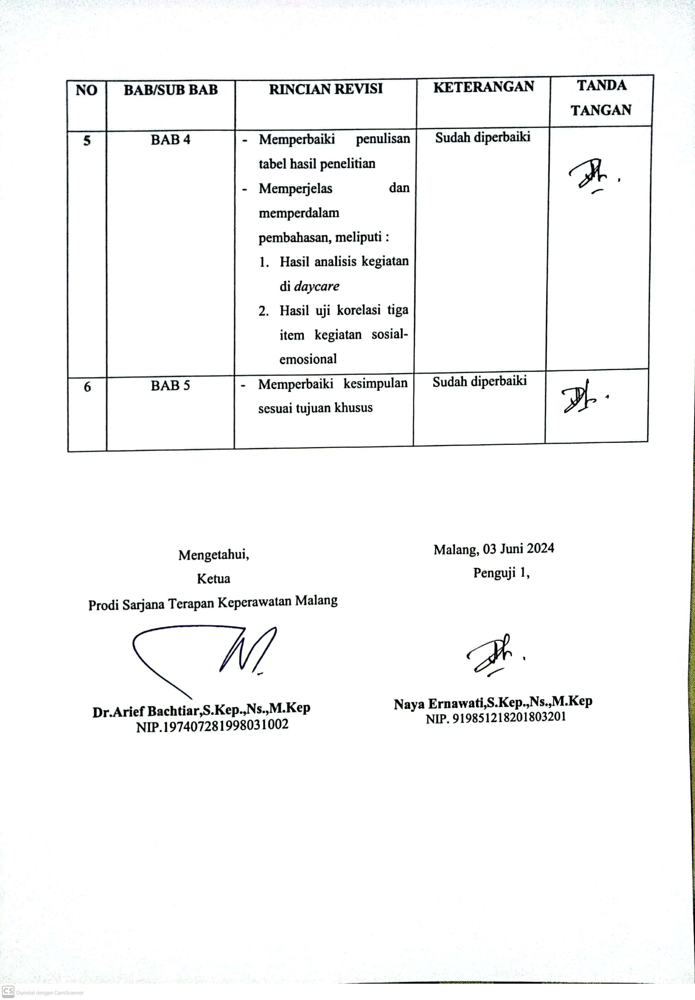 NO BAB/SUB BAB RINCIAN REVISI KETERANGAN TANDA TANGAN
5 BAB 4 - Memperbaiki penulisan Sudah diperbaiki
tabel hasil penelitian
- Memperjelas dan
memperdalam
pembahasan, meliputi :
1. Hasil analisis kegiatan
di daycare
2. Hasil uji korelasi tiga
item kegiatan sosial-
emosional
6 BAB 5 - Memperbaiki kesimpulan Sudah diperbaiki
sesuai tujuan khusus
Mengetahui,
Ketua
Prodi Sarjana Terapan Keperawatan Malang
Dr.Arief Bachtiar,S.Kep.,Ns.,M.Kep
NIP.197407281998031002
Malang, 03 Juni 2024
Penguji 1,
Naya Ernawati,S.Kep.,Ns.,M.Kep
NIP. 919851218201803201
CS Dipindai dengan CamScanner